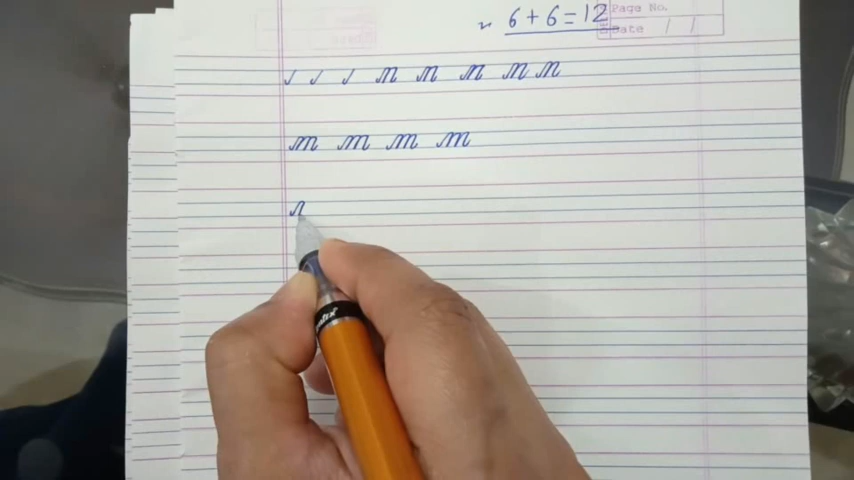 6+6=12
Page No.
Date / /
✓ ✓ ✓ m m m m m
m m m m